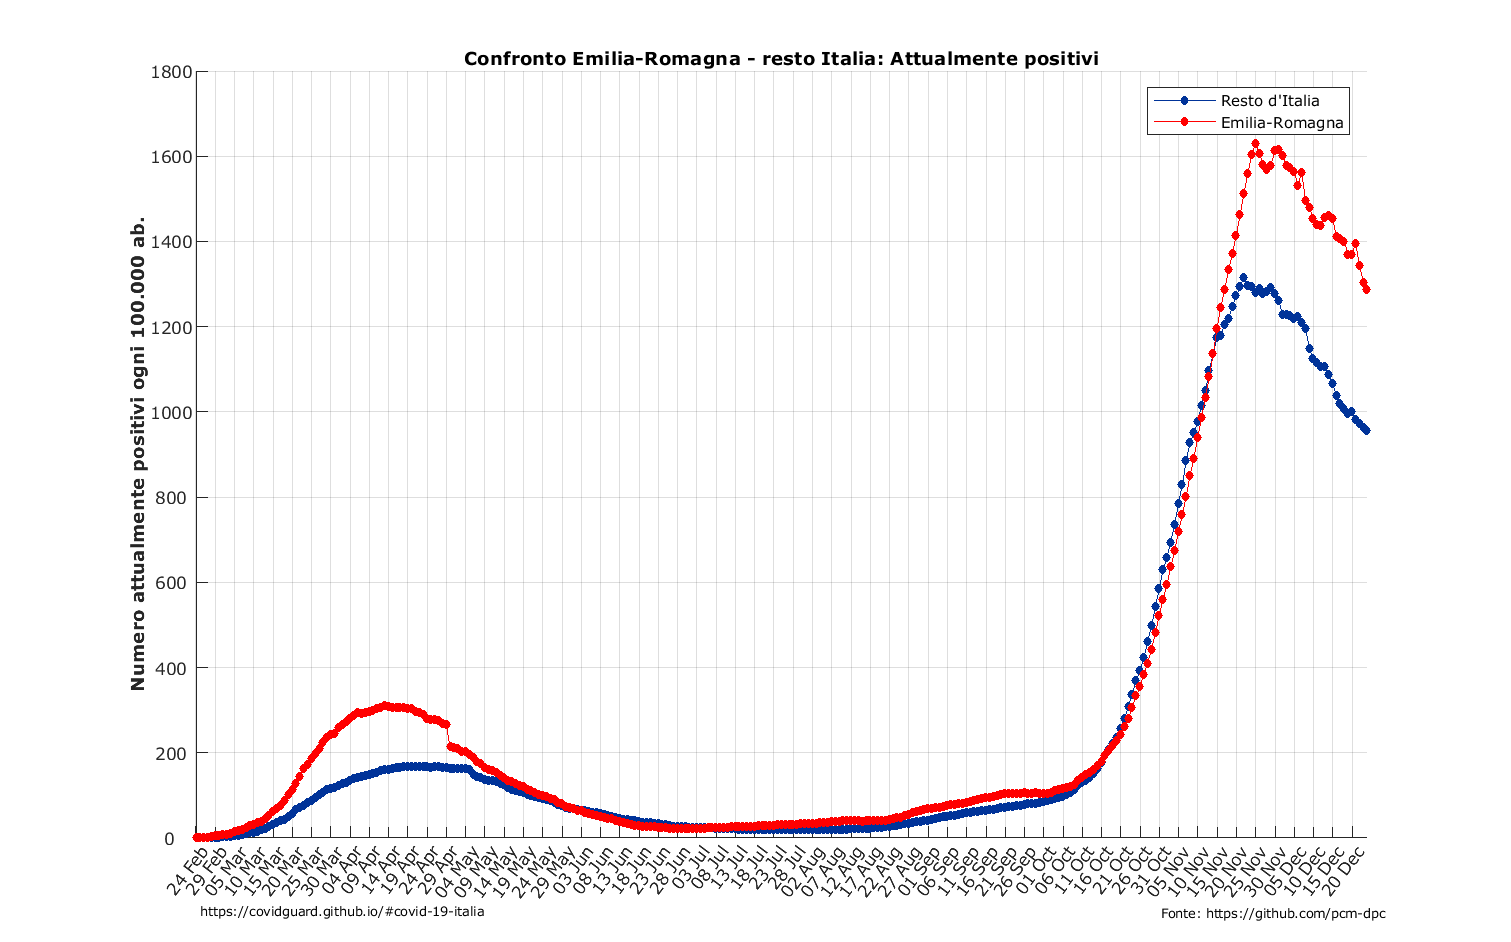 Confronto Emilia-Romagna - resto Italia: Attualmente positivi
Resto d'Italia
Emilia-Romagna
Numero attualmente positivi ogni 100.000 ab.
1800
1600
1400
1200
1000
800
600
400
200
0
24 Feb
29 Feb
05 Mar
10 Mar
15 Mar
20 Mar
25 Mar
30 Mar
04 Apr
09 Apr
14 Apr
19 Apr
24 Apr
29 Apr
04 May
09 May
14 May
19 May
24 May
29 May
03 Jun
08 Jun
13 Jun
18 Jun
23 Jun
28 Jun
03 Jul
08 Jul
13 Jul
18 Jul
23 Jul
28 Jul
02 Aug
07 Aug
12 Aug
17 Aug
22 Aug
27 Aug
01 Sep
06 Sep
11 Sep
16 Sep
21 Sep
26 Sep
01 Oct
06 Oct
11 Oct
16 Oct
21 Oct
26 Oct
31 Oct
05 Nov
10 Nov
15 Nov
20 Nov
25 Nov
30 Nov
05 Dec
10 Dec
15 Dec
20 Dec
https://covidguard.github.io/#covid-19-italia
Fonte: https://github.com/pcm-dpc